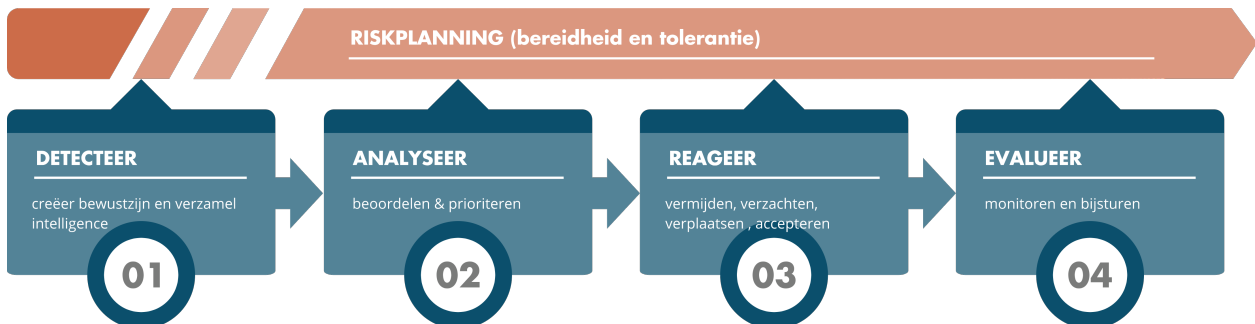 RISKPLANNING (bereidheid en tolerantie)
DETECTEER
creëer bewustzijn en verzamel
intelligence
01
ANALYSEER
beoordelen & prioriteren
02
REAGEER
vermijden, verzachten,
verplaatsen , accepteren
03
EVALUEER
monitoren en bijsturen
04